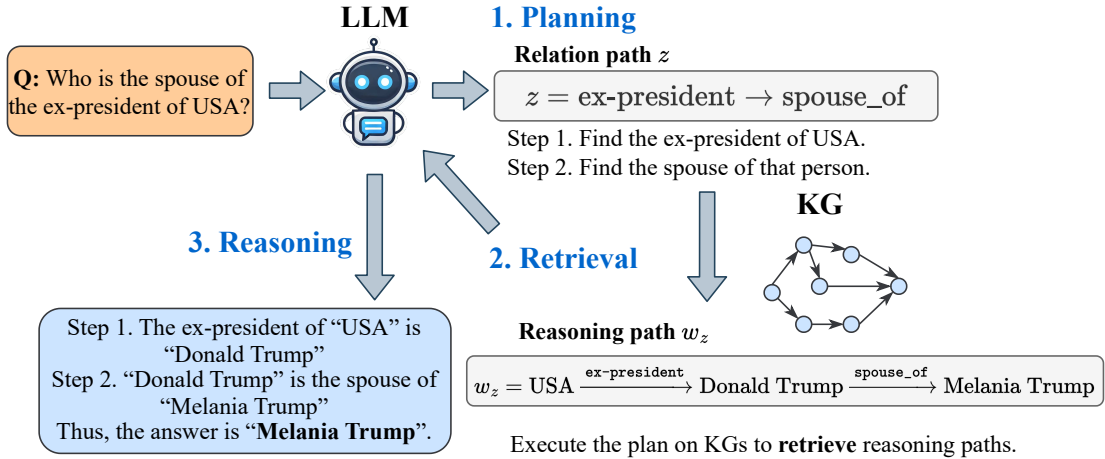 LLM
1. Planning
Q: Who is the spouse of
the ex-president of USA?
Relation path z
z = ex-president → spouse_of
Step 1. Find the ex-president of USA.
Step 2. Find the spouse of that person.
KG
3. Reasoning
2. Retrieval
Step 1. The ex-president of “USA” is
“Donald Trump”
Step 2. “Donald Trump” is the spouse of
“Melania Trump”
Thus, the answer is “Melania Trump”.
Reasoning path w_z
ex-president spouse_of
w_z = USA ⟶ Donald Trump ⟶ Melania Trump
Execute the plan on KGs to retrieve reasoning paths.